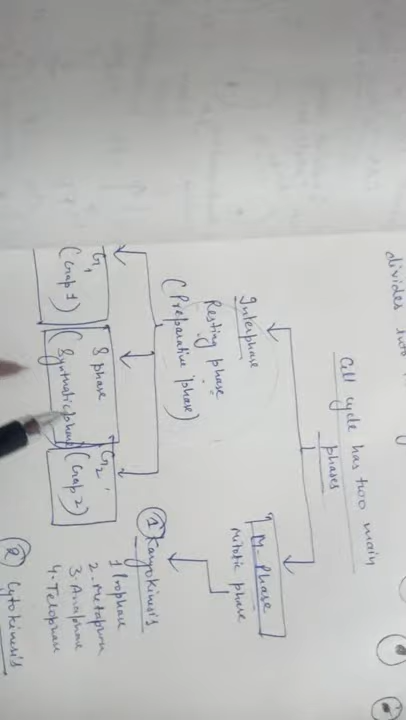 divides
Cell cycle has two main
phases
Interphase
Resting phase
(Preparative phase)
M-Phase
Mitotic phase
G1
(Gap 1)
S phase
(Synthatic phase)
G2
(Gap 2)
① Karyokinesis
1 Prophase
2. Metaphase
3. Anaphase
4. Telophase
② Cytokinesis